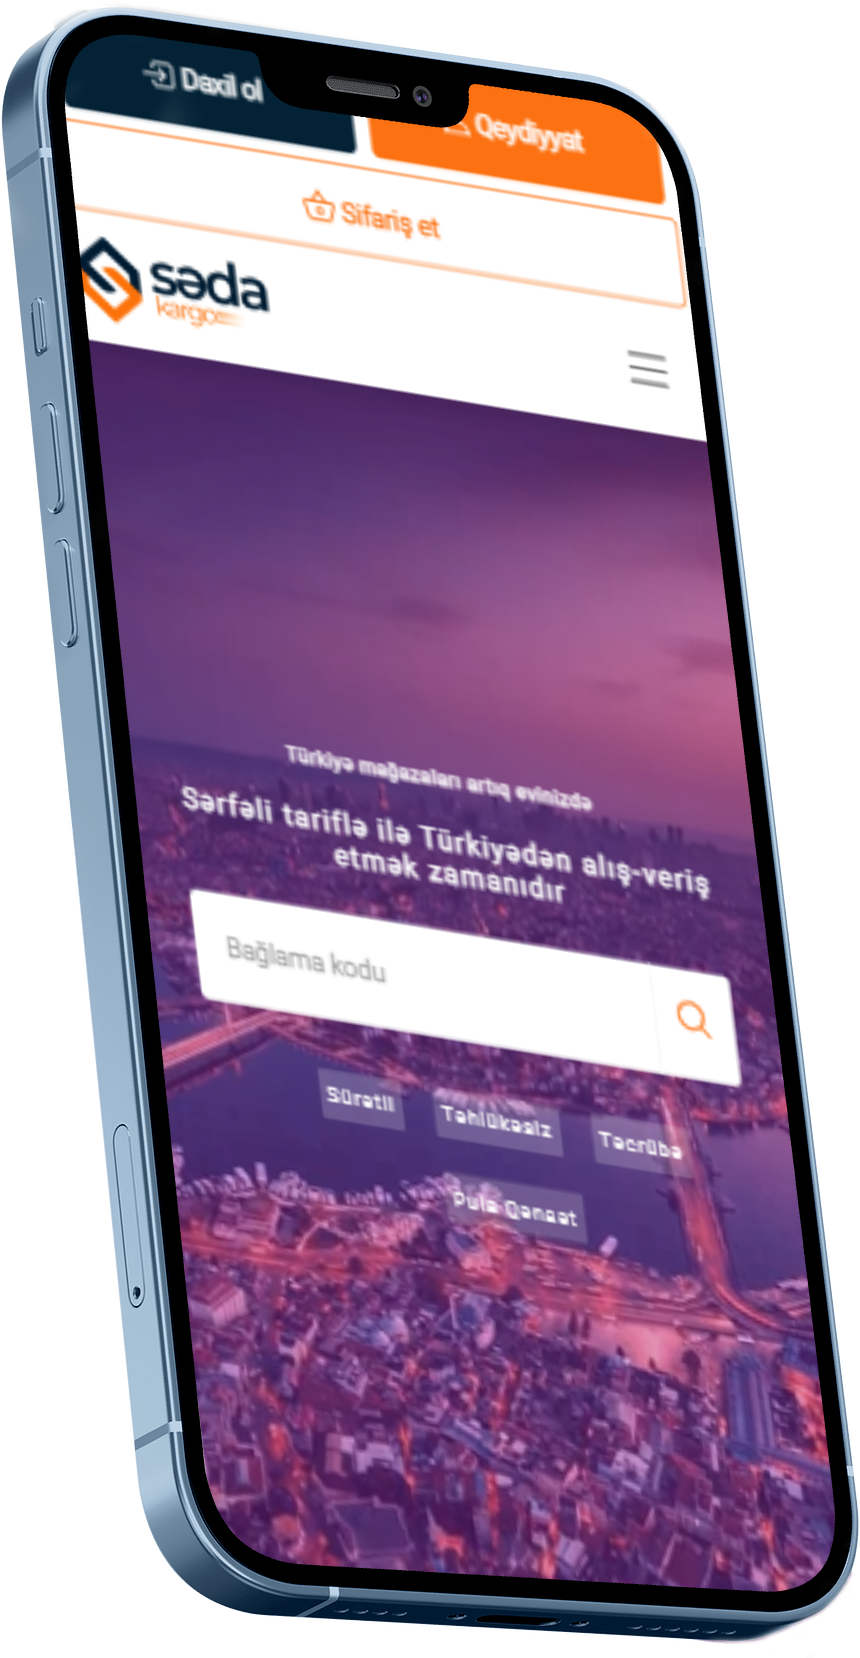 Daxil ol
Qeydiyyat
Sifariş et
səda
kargo
Türkiyə mağazaları artıq evinizdə
Sərfəli tariflə ilə Türkiyədən alış-veriş
etmək zamanıdır
Bağlama kodu
Sürətli
Təhlükəsiz
Təcrübə
Pula Qənaət